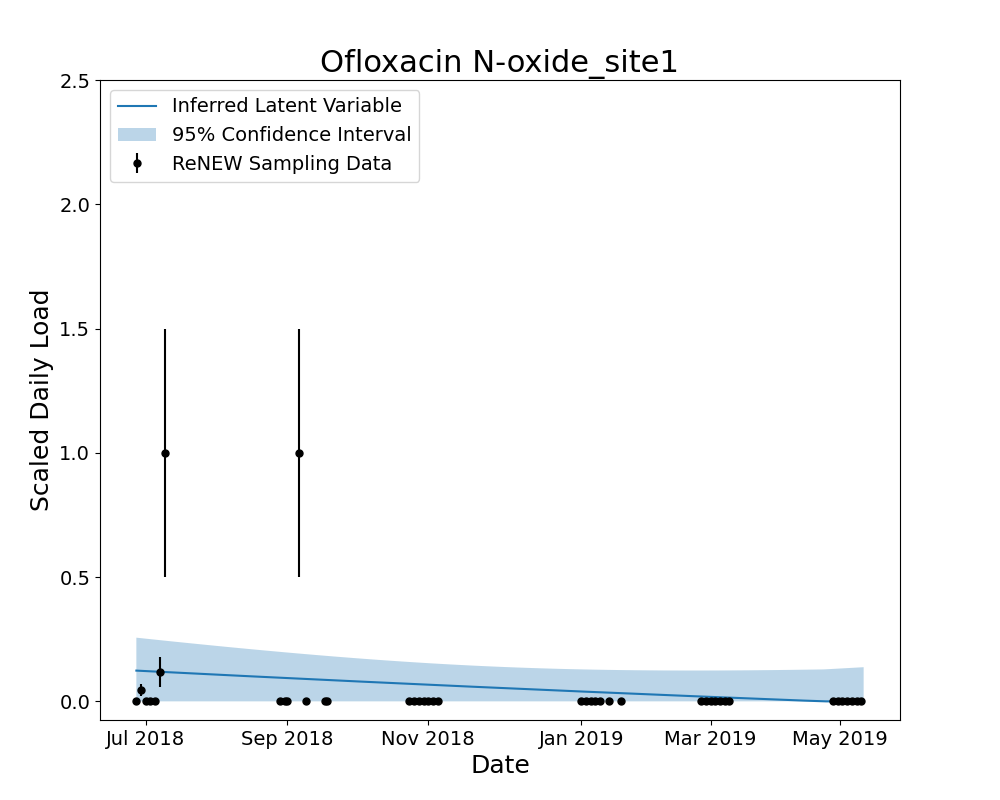 Ofloxacin N-oxide_site1
2.5
Inferred Latent Variable
95% Confidence Interval
ReNEW Sampling Data
2.0
1.5
1.0
0.5
0.0
Scaled Daily Load
Jul 2018 Sep 2018 Nov 2018 Jan 2019 Mar 2019 May 2019
Date